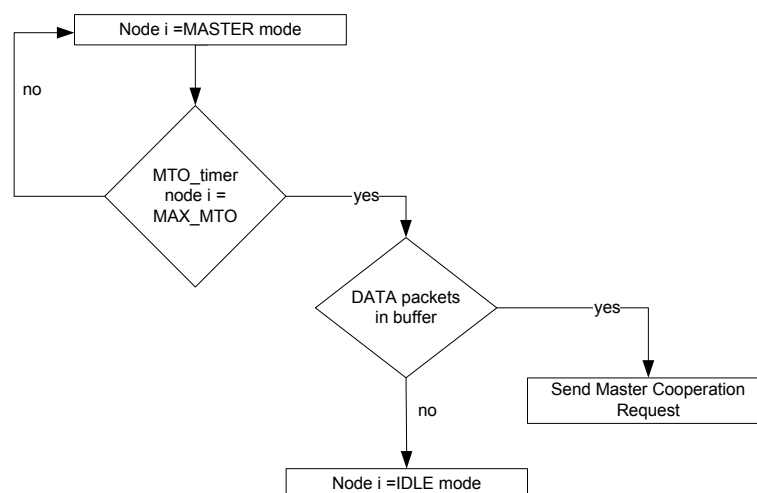 Node i =MASTER mode
no
MTO_timer
node i =
MAX_MTO
yes
DATA packets
in buffer
yes
Send Master Cooperation
Request
no
Node i =IDLE mode